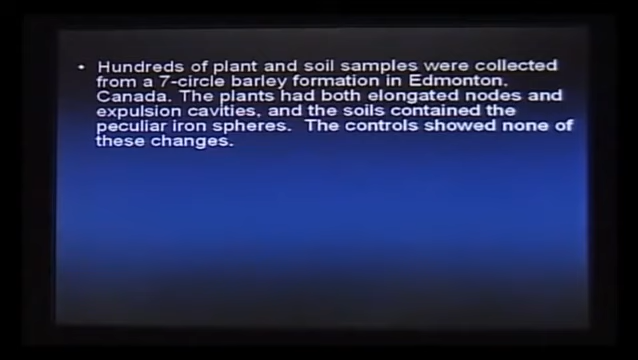 • Hundreds of plant and soil samples were collected
from a 7-circle barley formation in Edmonton,
Canada. The plants had both elongated nodes and
expulsion cavities, and the soils contained the
peculiar iron spheres. The controls showed none of
these changes.